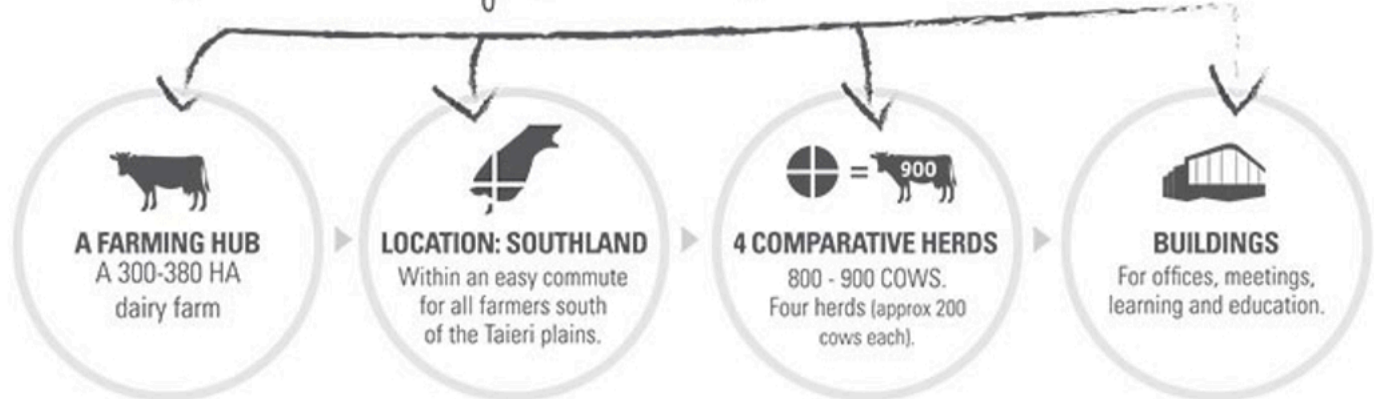 A FARMING HUB
A 300-380 HA
dairy farm
LOCATION: SOUTHLAND
Within an easy commute
for all farmers south
of the Taieri plains.
= 900
4 COMPARATIVE HERDS
800 - 900 COWS.
Four herds (approx 200
cows each).
BUILDINGS
For offices, meetings,
learning and education.